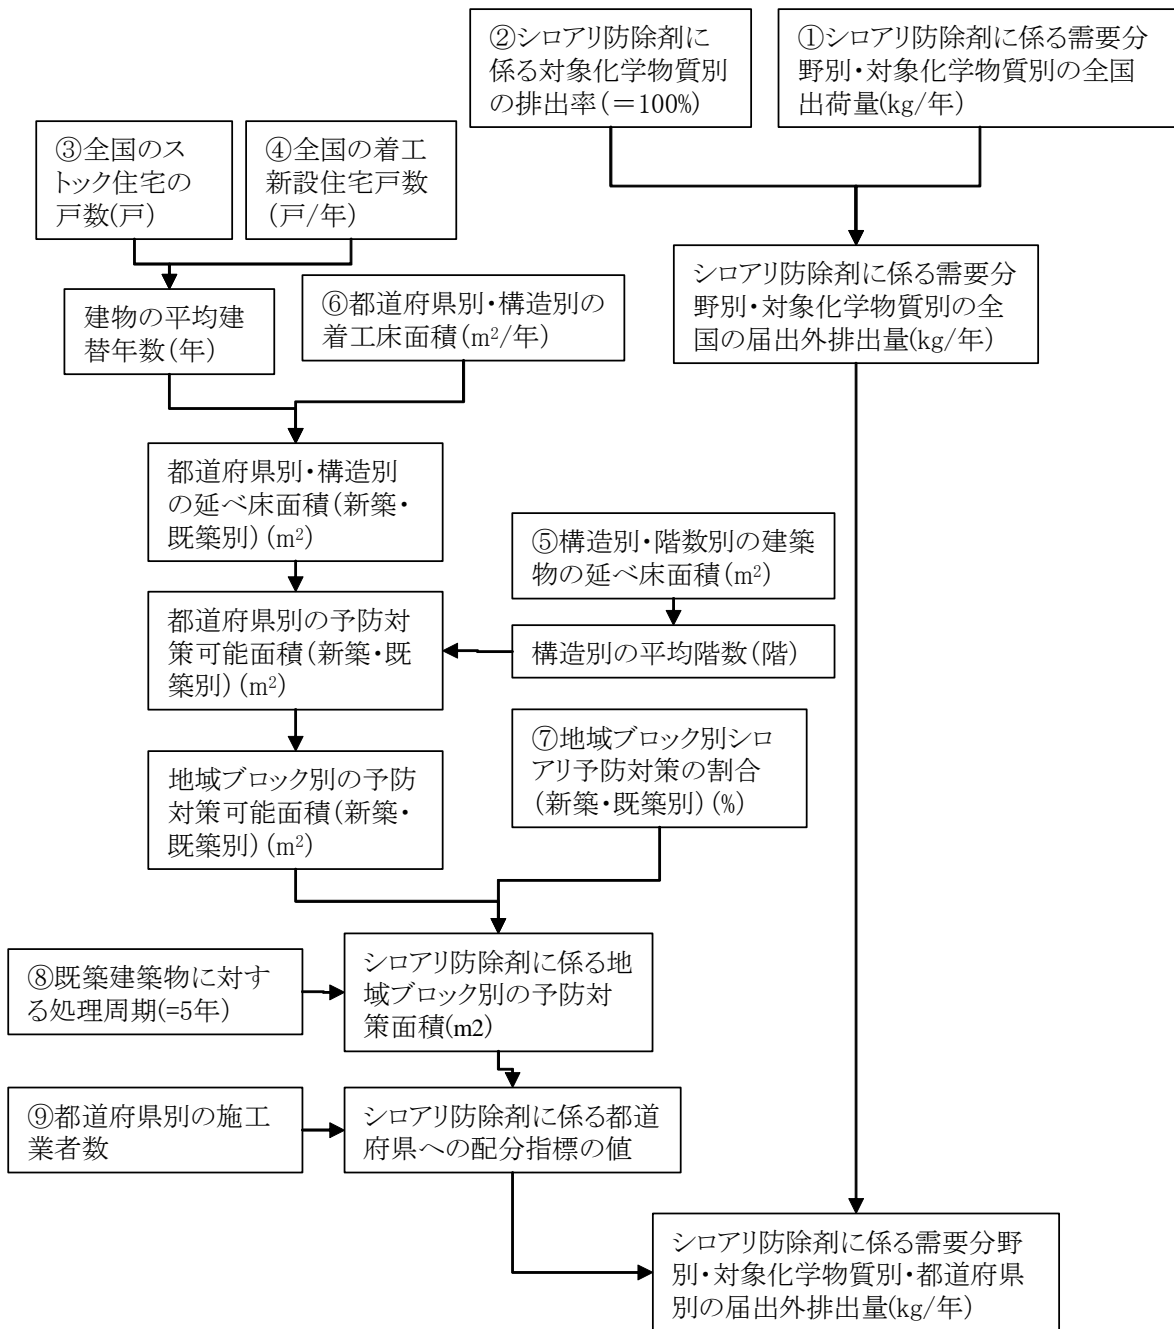 ②シロアリ防除剤に
係る対象化学物質別
の排出率(＝100%)
①シロアリ防除剤に係る需要分
野別・対象化学物質別の全国
出荷量(kg/年)
③全国のス
トック住宅の
戸数(戸)
④全国の着工
新設住宅戸数
(戸/年)
シロアリ防除剤に係る需要分
野別・対象化学物質別の全
国の届出外排出量(kg/年)
建物の平均建
替年数(年)
⑥都道府県別・構造別の
着工床面積(m²/年)
都道府県別・構造別
の延べ床面積(新築・
既築別)(m²)
⑤構造別・階数別の建築
物の延べ床面積(m²)
都道府県別の予防対
策可能面積(新築・既
築別)(m²)
構造別の平均階数(階)
⑦地域ブロック別シロ
アリ予防対策の割合
(新築・既築別)(%)
地域ブロック別の予防
対策可能面積(新築・
既築別)(m²)
⑧既築建築物に対す
る処理周期(=5年)
シロアリ防除剤に係る地
域ブロック別の予防対
策面積(m2)
⑨都道府県別の施工
業者数
シロアリ防除剤に係る都道
府県への配分指標の値
シロアリ防除剤に係る需要分野
別・対象化学物質別・都道府県
別の届出外排出量(kg/年)